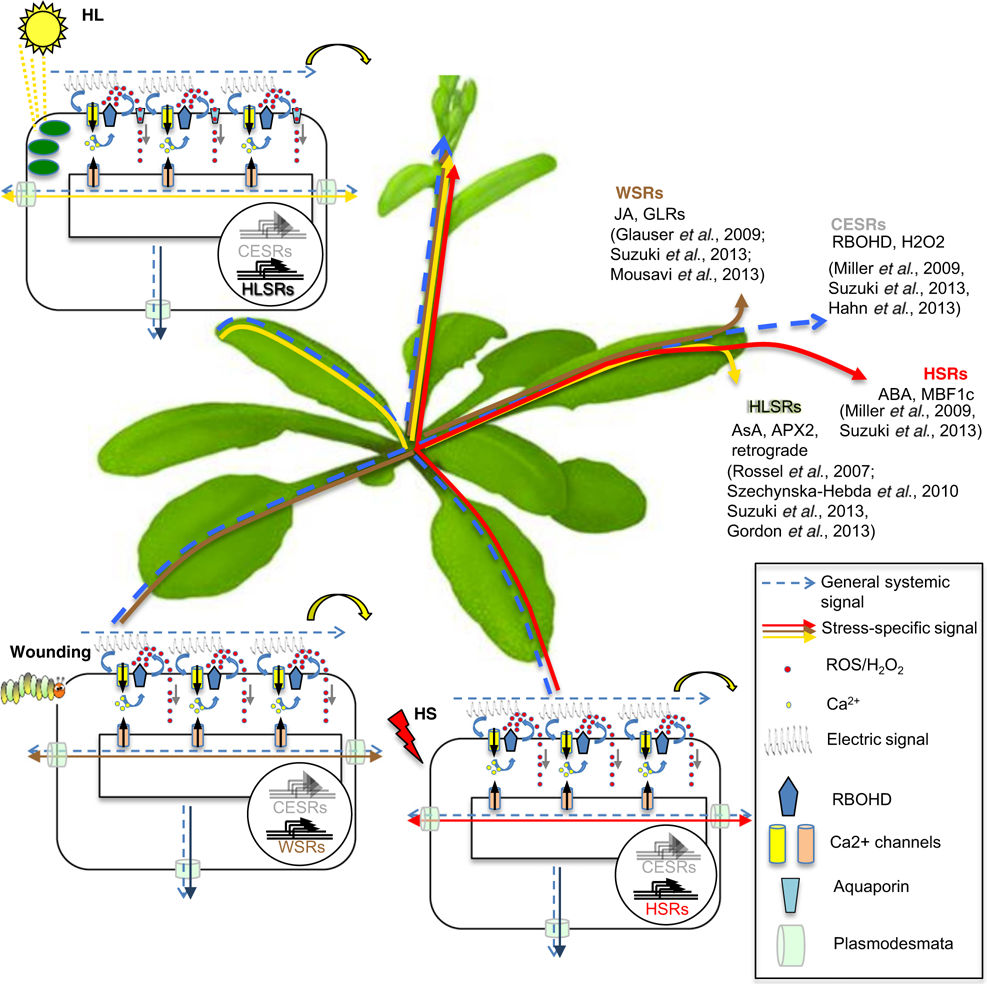 HL
CESRs
HLSRs
WSRs
JA, GLRs
(Glauser et al., 2009;
Suzuki et al., 2013;
Mousavi et al., 2013)
CESRs
RBOHD, H2O2
(Miller et al., 2009,
Suzuki et al., 2013,
Hahn et al., 2013)
HSRs
ABA, MBF1c
(Miller et al., 2009,
Suzuki et al., 2013)
HLSRs
AsA, APX2,
retrograde
(Rossel et al., 2007;
Szechynska-Hebda et al., 2010
Suzuki et al., 2013,
Gordon et al., 2013)
Wounding
CESRs
WSRs
HS
CESRs
HSRs
General systemic
signal
Stress-specific signal
ROS/H₂O₂
Ca²⁺
Electric signal
RBOHD
Ca2+ channels
Aquaporin
Plasmodesmata